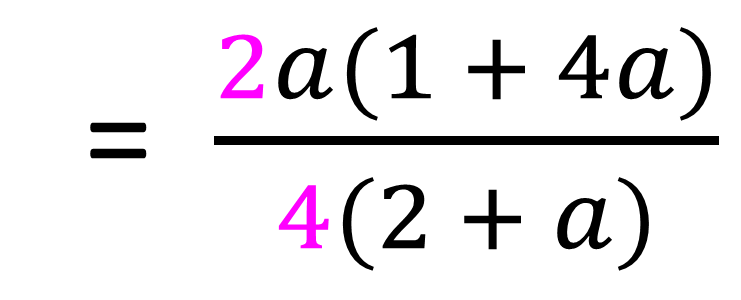 = 2a(1 + 4a)
4(2 + a)